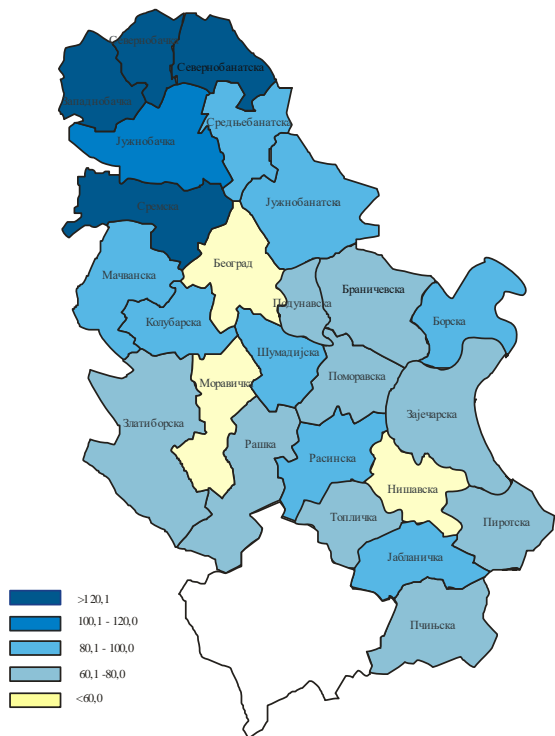 Севернобачка
Севернобанатска
Западнобачка
Средњебанатска
Јужнобачка
Сремска
Јужнобанатска
Београд
Мачванска
Подунавска
Браничевска
Борска
Колубарска
Шумадијска
Поморавска
Моравичка
Златиборска
Рашка
Зајечарска
Расинска
Нишавска
Топличка
Пиротска
Јабланичка
Пчињска
>120,1
100,1 - 120,0
80,1 - 100,0
60,1 -80,0
<60,0